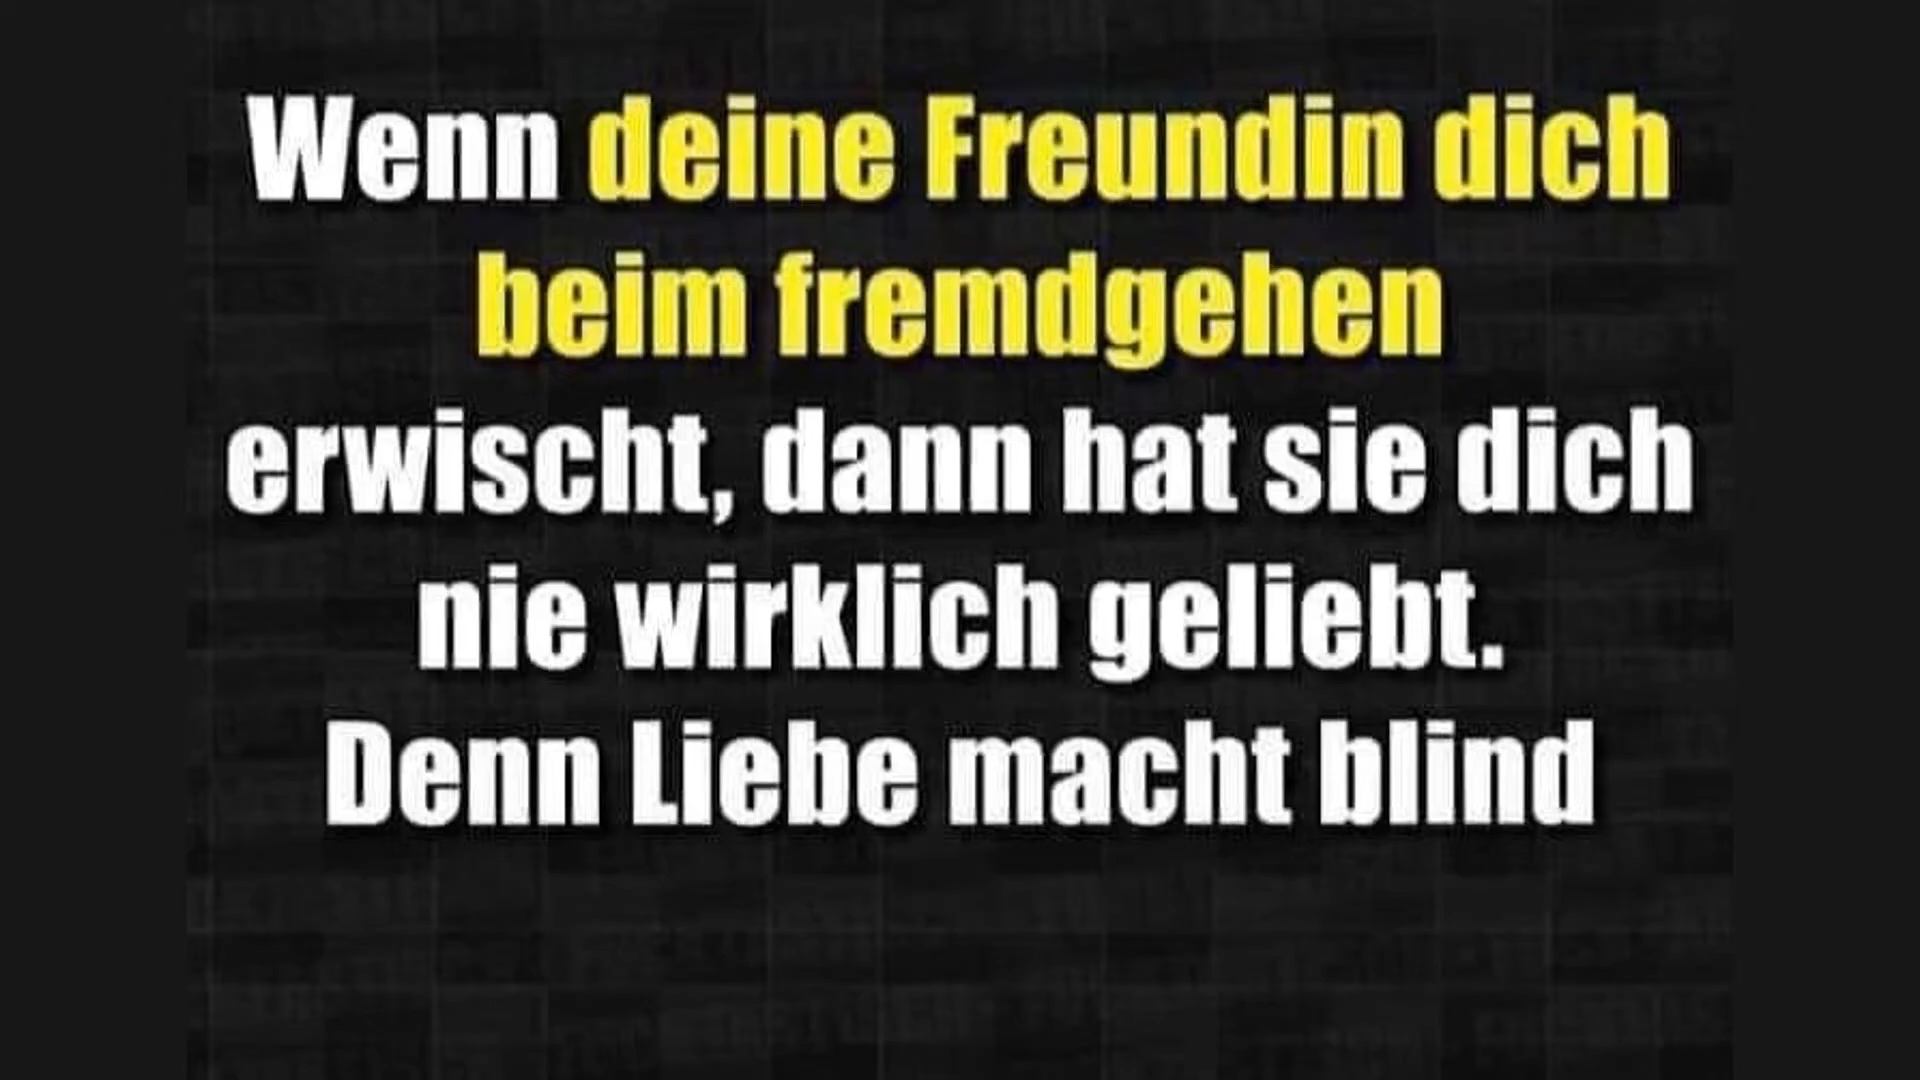 Wenn deine Freundin dich
beim fremdgehen
erwischt, dann hat sie dich
nie wirklich geliebt.
Denn Liebe macht blind